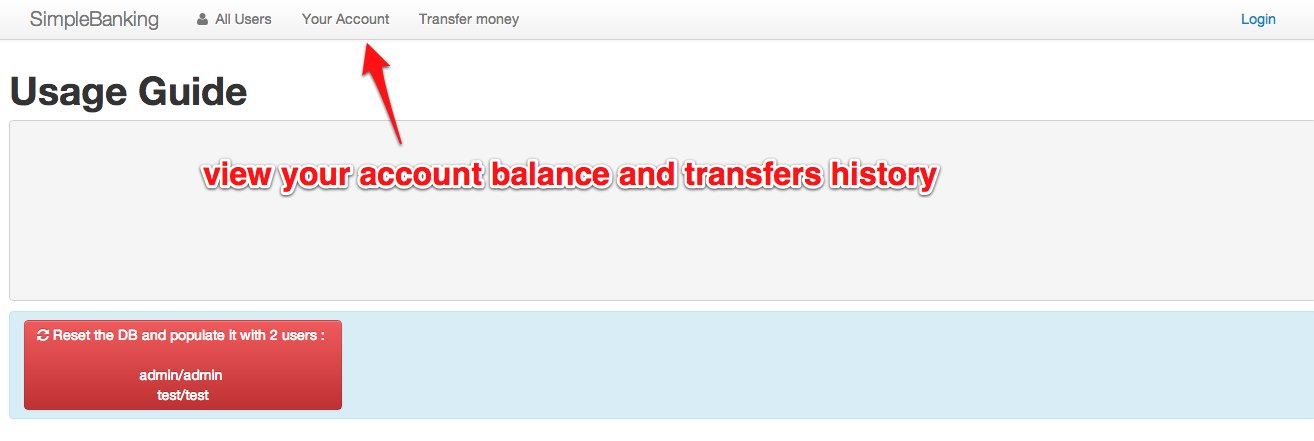 SimpleBanking All Users Your Account Transfer money Login
Usage Guide
view your account balance and transfers history
Reset the DB and populate it with 2 users :
admin/admin
test/test